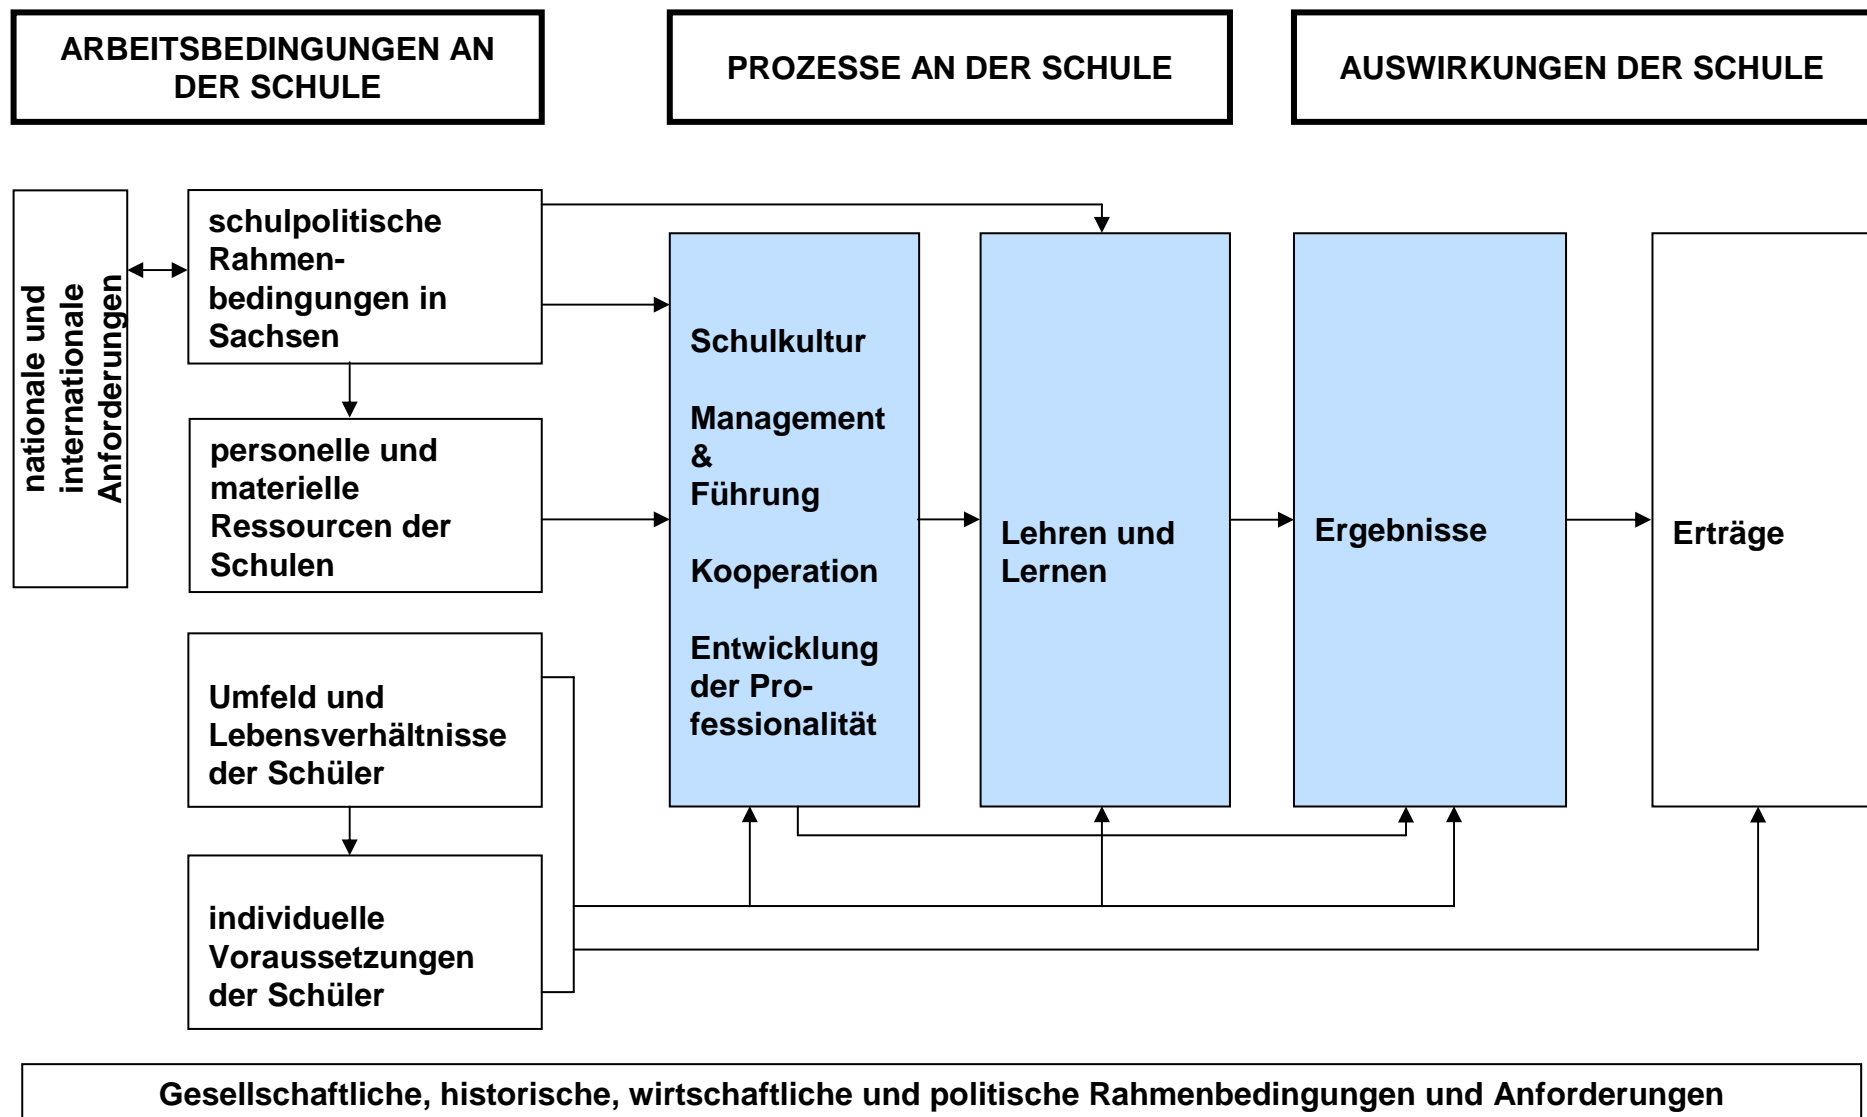 ARBEITSBEDINGUNGEN AN
DER SCHULE
PROZESSE AN DER SCHULE
AUSWIRKUNGEN DER SCHULE
nationale und
internationale
Anforderungen
schulpolitische
Rahmen-
bedingungen in
Sachsen
personelle und
materielle
Ressourcen der
Schulen
Umfeld und
Lebensverhältnisse
der Schüler
individuelle
Voraussetzungen
der Schüler
Schulkultur
Management
&
Führung
Kooperation
Entwicklung
der Pro-
fessionalität
Lehren und
Lernen
Ergebnisse
Erträge
Gesellschaftliche, historische, wirtschaftliche und politische Rahmenbedingungen und Anforderungen